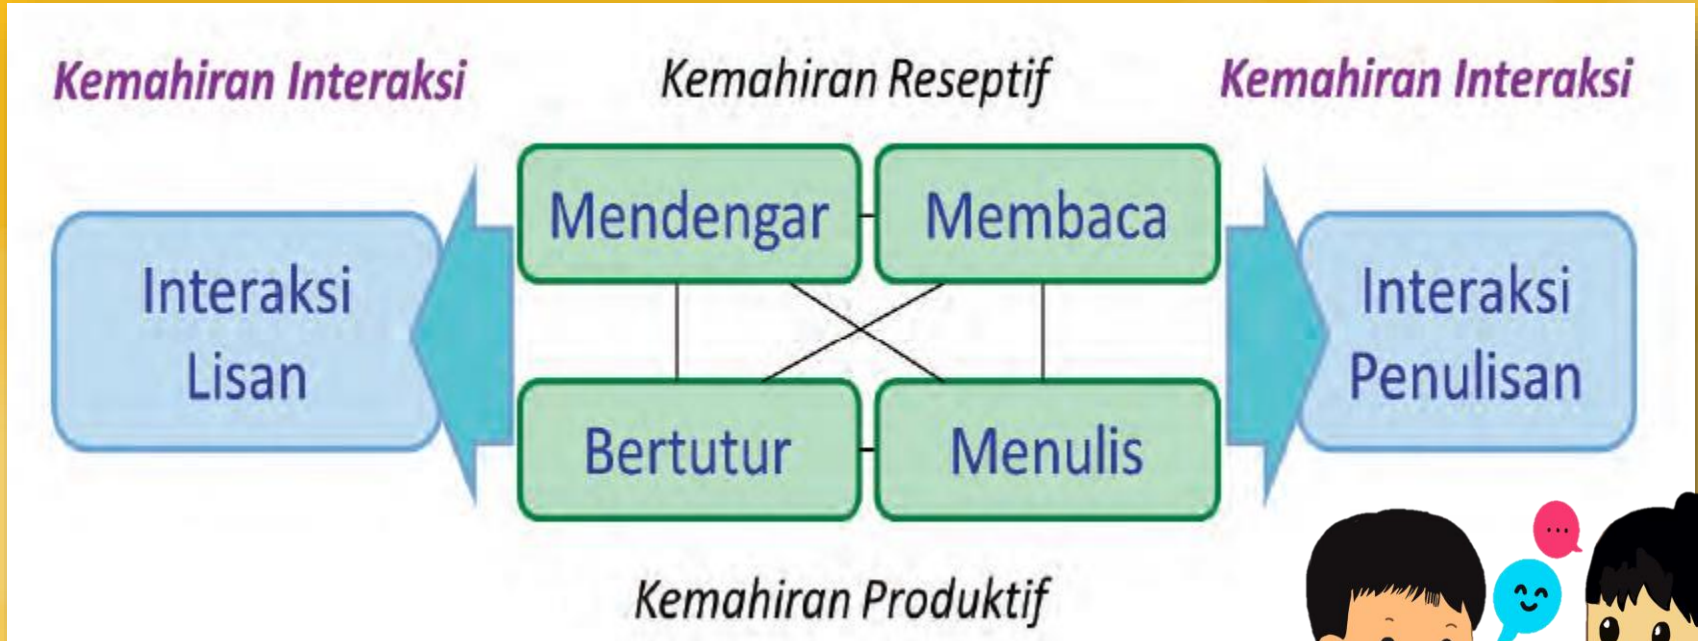 Kemahiran Interaksi
Kemahiran Reseptif
Kemahiran Interaksi
Mendengar
Membaca
Interaksi
Lisan
Interaksi
Penulisan
Bertutur
Menulis
Kemahiran Produktif